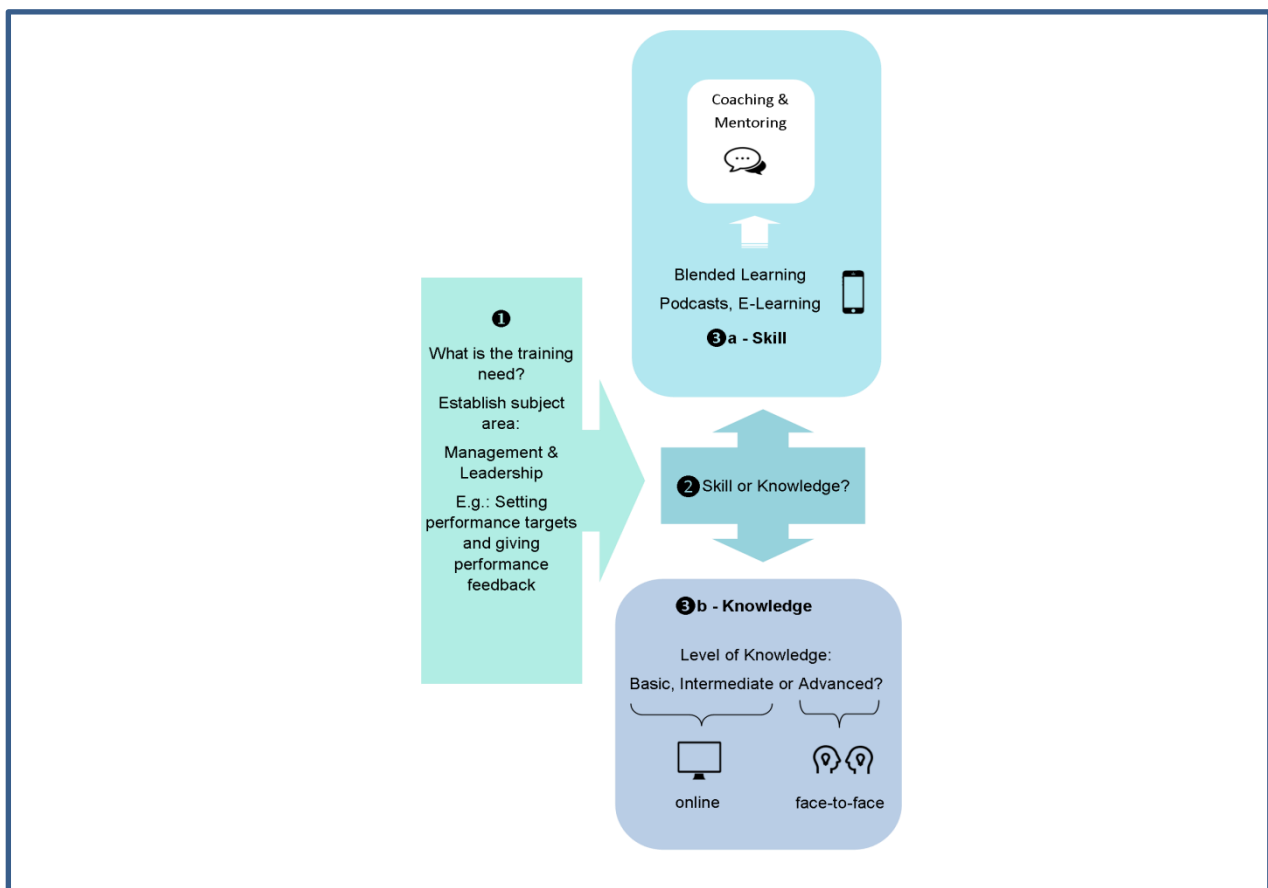 ❶
What is the training
need?
Establish subject
area:
Management &
Leadership
E.g.: Setting
performance targets
and giving
performance
feedback
❷ Skill or Knowledge?
Coaching &
Mentoring
Blended Learning
Podcasts, E-Learning
❸a - Skill
❸b - Knowledge
Level of Knowledge:
Basic, Intermediate or Advanced?
online
face-to-face